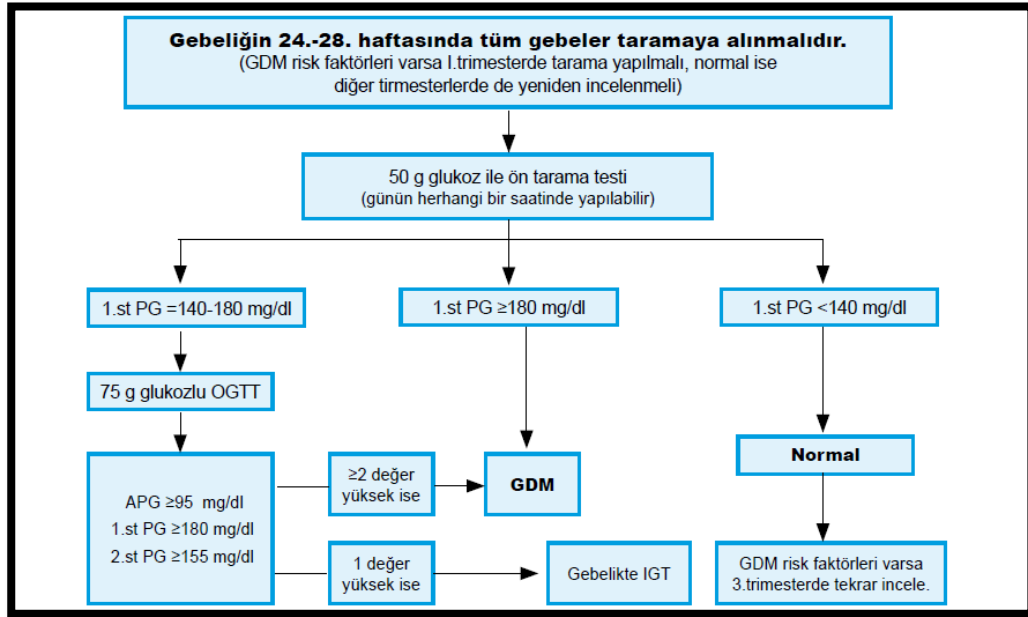 Gebeliğin 24.-28. haftasında tüm gebeler taramaya alınmalıdır.
(GDM risk faktörleri varsa I.trimesterde tarama yapılmalı, normal ise
diğer tirmesterlerde de yeniden incelenmeli)
50 g glukoz ile ön tarama testi
(günün herhangi bir saatinde yapılabilir)
1.st PG =140-180 mg/dl
1.st PG ≥180 mg/dl
1.st PG <140 mg/dl
75 g glukozlu OGTT
APG ≥95 mg/dl
1.st PG ≥180 mg/dl
2.st PG ≥155 mg/dl
≥2 değer
yüksek ise
GDM
Normal
1 değer
yüksek ise
Gebelikte IGT
GDM risk faktörleri varsa
3.trimesterde tekrar incele.